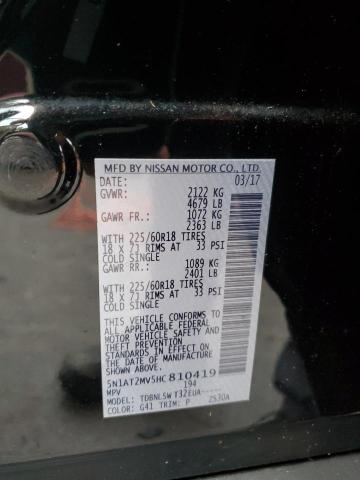 MFD BY NISSAN MOTOR CO., LTD.
DATE: 03/17
GVWR: 2122 KG
4679 LB
GAWR FR.: 1072 KG
2363 LB
WITH 225/60R18 TIRES
18 X 7J RIMS AT 33 PSI
COLD SINGLE
GAWR RR.: 1089 KG
2401 LB
WITH 225/60R18 TIRES
18 X 7J RIMS AT 33 PSI
COLD SINGLE
THIS VEHICLE CONFORMS TO
ALL APPLICABLE FEDERAL
MOTOR VEHICLE SAFETY
AND THEFT PREVENTION
STANDARDS IN EFFECT ON
THE DATE OF MANUFACTURE
SHOWN ABOVE.
5N1AT2MV5HC810419
MPV 194
MODEL: TDBNLSW T32EUA-----
COLOR: G41 TRIM: P 2530A